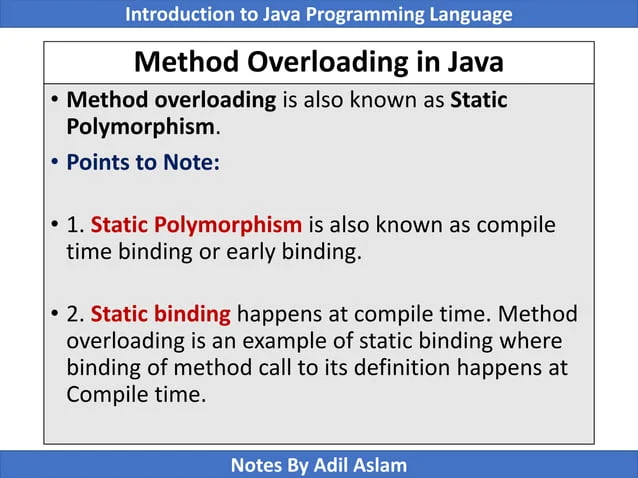 Introduction to Java Programming Language
Method Overloading in Java
• Method overloading is also known as Static
Polymorphism.
• Points to Note:
• 1. Static Polymorphism is also known as compile
time binding or early binding.
• 2. Static binding happens at compile time. Method
overloading is an example of static binding where
binding of method call to its definition happens at
Compile time.
Notes By Adil Aslam